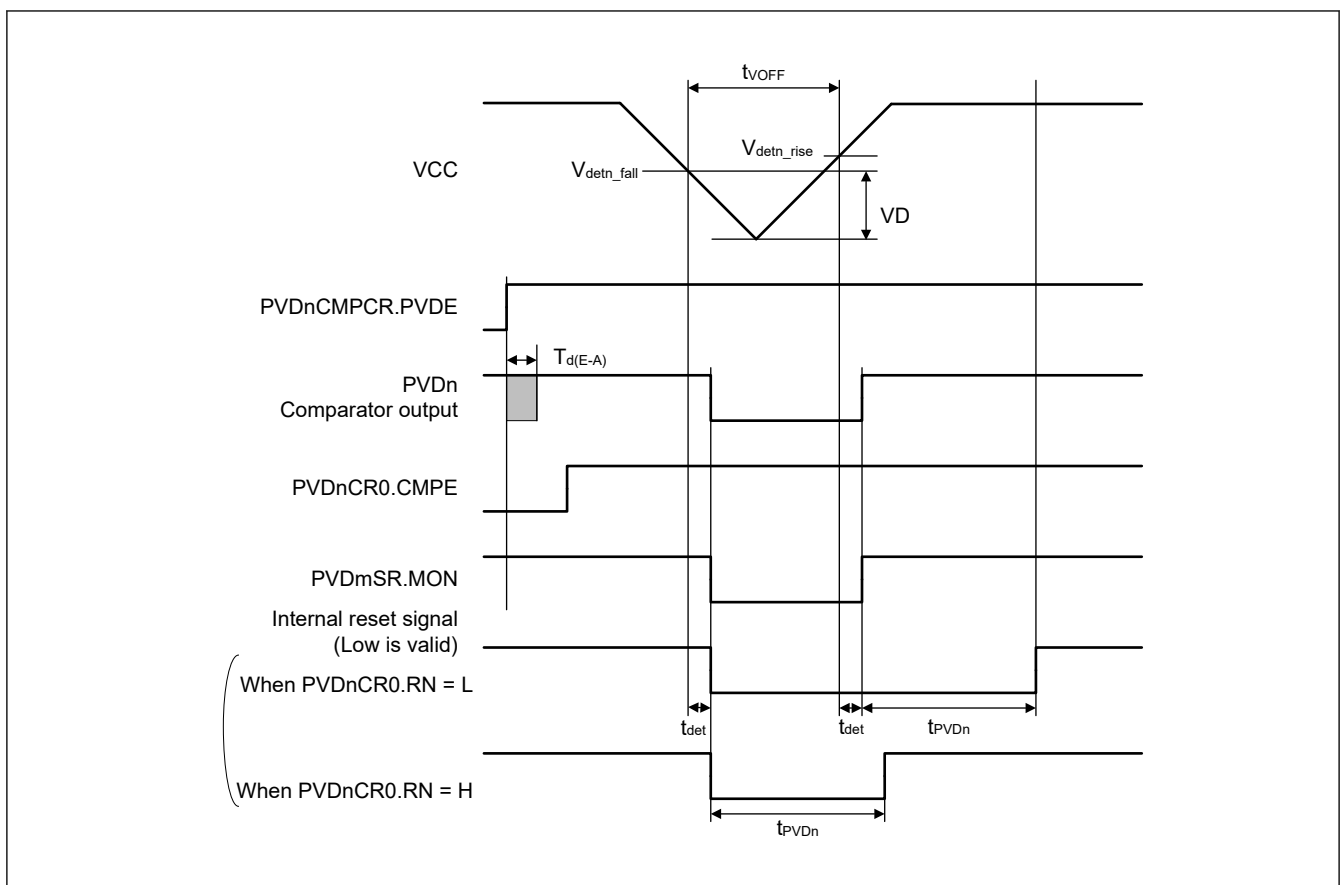 tVOFF
VCC
Vdetn_fall
Vdetn_rise
VD
PVDnCMPCR.PVDE
Td(E-A)
PVDn
Comparator output
PVDnCR0.CMPE
PVDmSR.MON
Internal reset signal
(Low is valid)
When PVDnCR0.RN = L
tdet
tdet
tPVDn
When PVDnCR0.RN = H
tPVDn